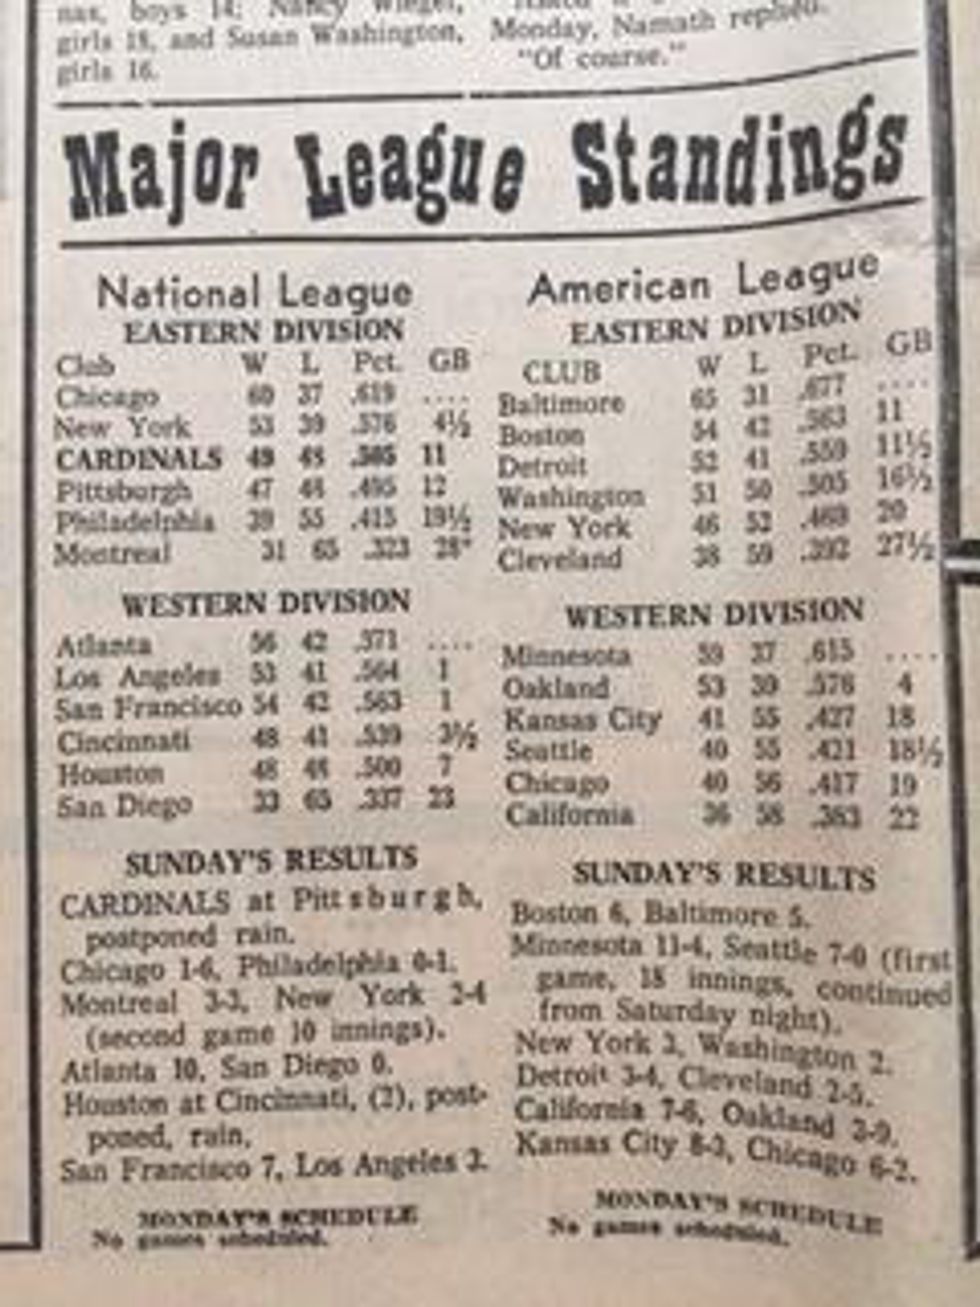 nas, boys 14; Nancy Wiegel,
girls 15, and Susan Washington,
girls 16.
Monday, Namath replied.
"Of course."
Major League Standings
National League
EASTERN DIVISION
Club W L Pct. GB
Chicago 60 37 .619 ....
New York 53 39 .576 4½
CARDINALS 49 48 .505 11
Pittsburgh 47 48 .495 12
Philadelphia 39 55 .415 19½
Montreal 31 65 .323 28"
WESTERN DIVISION
Atlanta 56 42 .571 ....
Los Angeles 53 41 .564 1
San Francisco 54 42 .563 1
Cincinnati 48 41 .539 3½
Houston 48 48 .500 7
San Diego 33 65 .337 23
SUNDAY'S RESULTS
CARDINALS at Pittsburgh,
postponed rain.
Chicago 1-6, Philadelphia 0-1.
Montreal 3-3, New York 2-4
(second game 10 innings).
Atlanta 10, San Diego 0.
Houston at Cincinnati, (2), post-
poned, rain,
San Francisco 7, Los Angeles 3.
MONDAY'S SCHEDULE
No games scheduled.
American League
EASTERN DIVISION
CLUB W L Pct. GB
Baltimore 65 31 .677 ....
Boston 54 42 .563 11
Detroit 52 41 .559 11½
Washington 51 50 .505 16½
New York 46 52 .469 20
Cleveland 38 59 .392 27½
WESTERN DIVISION
Minnesota 59 37 .615 ....
Oakland 53 39 .576 4
Kansas City 41 55 .427 18
Seattle 40 55 .421 18½
Chicago 40 56 .417 19
California 36 58 .383 22
SUNDAY'S RESULTS
Boston 6, Baltimore 5.
Minnesota 11-4, Seattle 7-0 (first
game, 18 innings, continued
from Saturday night).
New York 3, Washington 2.
Detroit 3-4, Cleveland 2-5.
California 7-6, Oakland 3-9.
Kansas City 8-3, Chicago 6-2.
MONDAY'S SCHEDULE
No games scheduled.